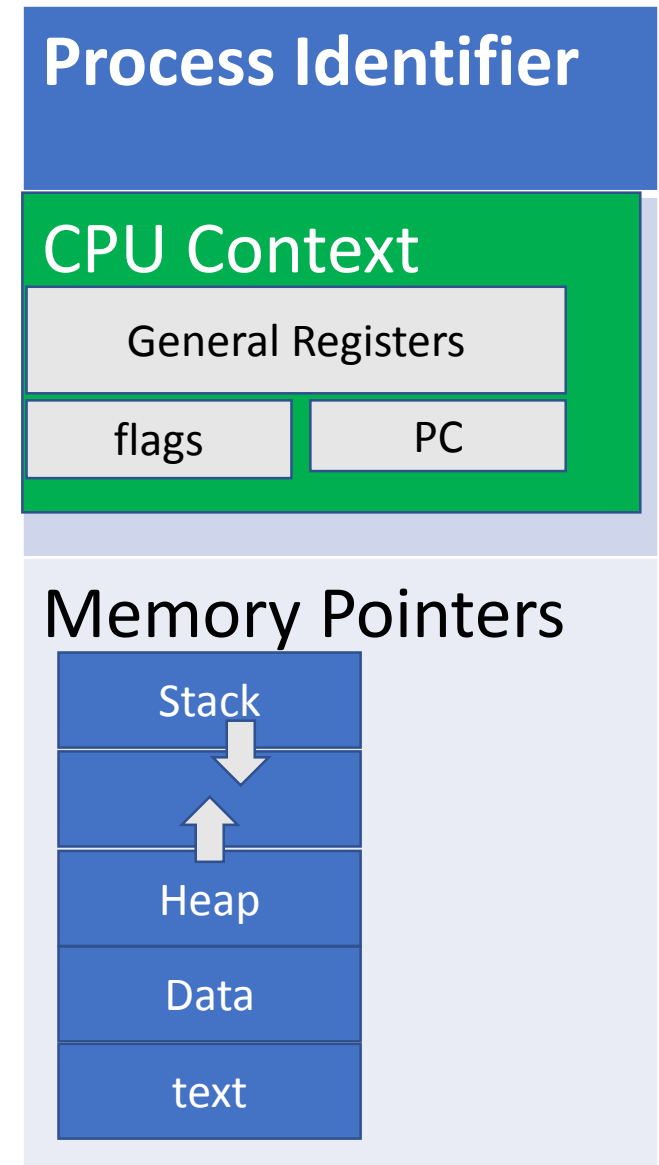 Process Identifier
CPU Context
General Registers
flags PC
Memory Pointers
Stack
Heap
Data
text